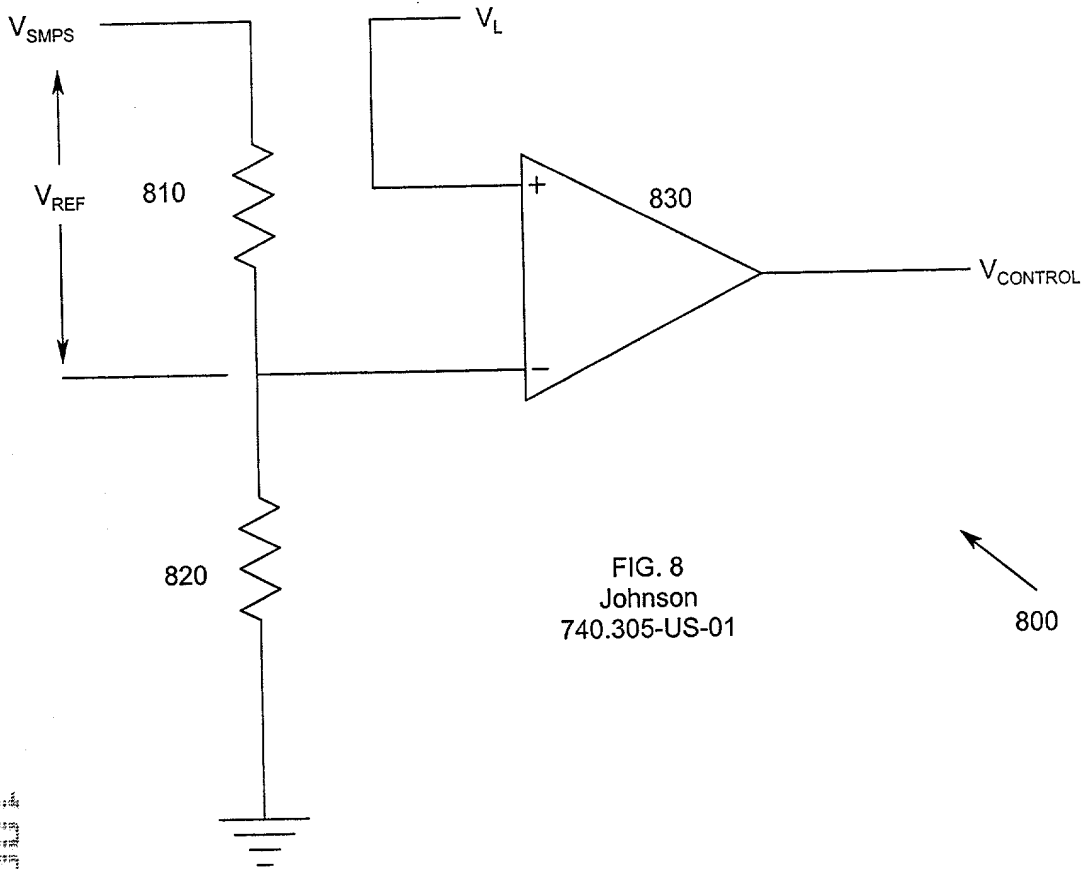 V_SMPS
V_L
V_REF
810
+
830
V_CONTROL
−
820
FIG. 8
Johnson
740.305-US-01
800